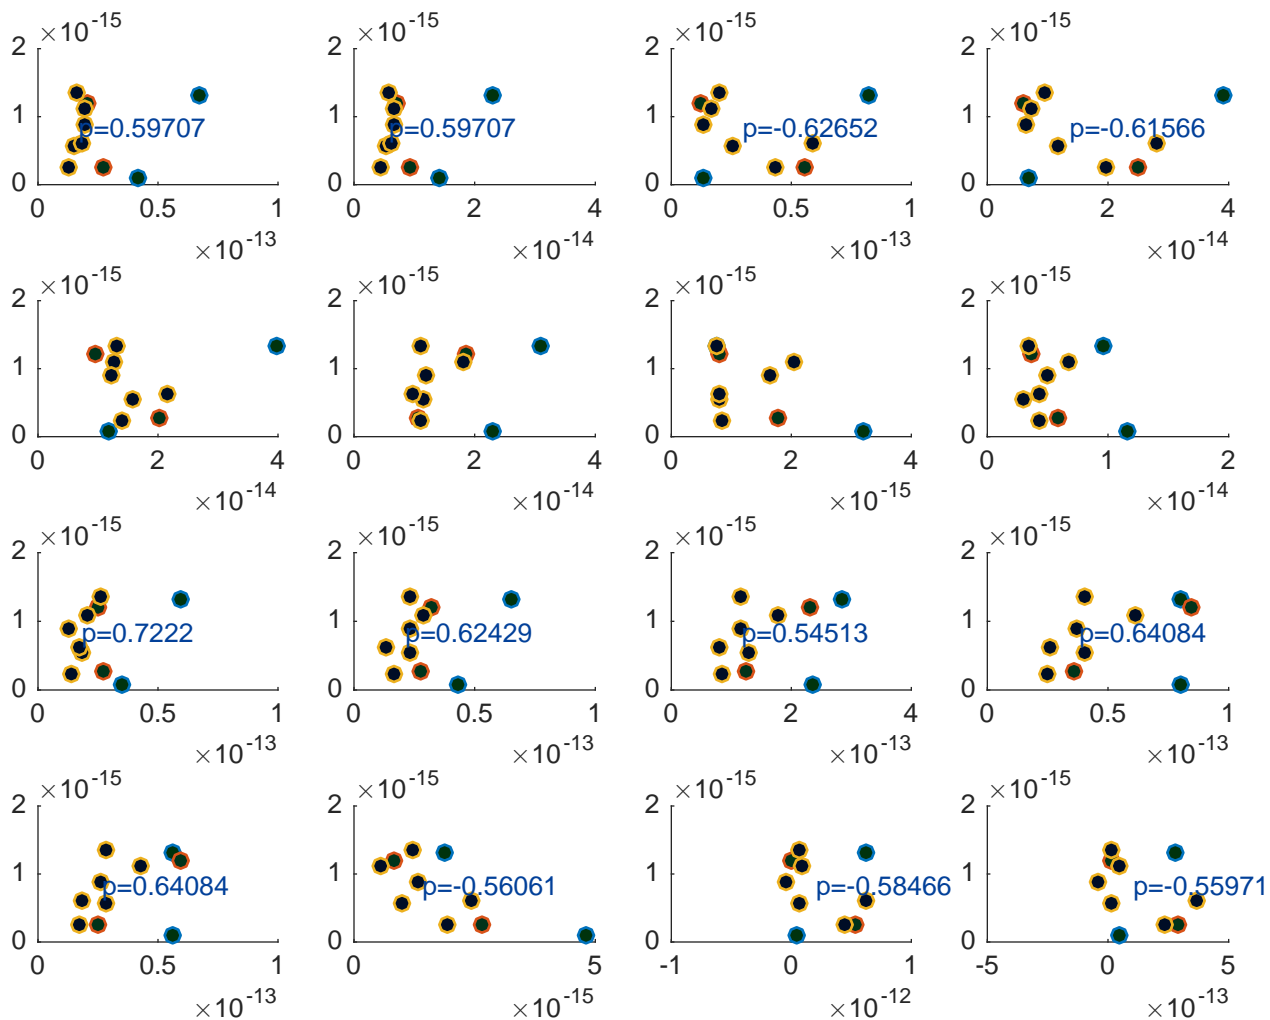 ×10-15 ×10-15 ×10-15 ×10-15
2 2 2 2
1 1 1 1
p=0.59707 p=0.59707 p=-0.62652 p=-0.61566
0 0 0 0
0 0.5 1 0 2 4 0 0.5 1 0 2 4
×10-13 ×10-14 ×10-13 ×10-14
×10-15 ×10-15 ×10-15 ×10-15
2 2 2 2
1 1 1 1
0 0 0 0
0 2 4 0 2 4 0 2 4 0 1 2
×10-14 ×10-14 ×10-15 ×10-14
×10-15 ×10-15 ×10-15 ×10-15
2 2 2 2
1 1 1 1
p=0.7222 p=0.62429 p=0.54513 p=0.64084
0 0 0 0
0 0.5 1 0 0.5 1 0 2 4 0 0.5 1
×10-13 ×10-13 ×10-13 ×10-13
×10-15 ×10-15 ×10-15 ×10-15
2 2 2 2
1 1 1 1
p=0.64084 p=-0.56061 p=-0.58466 p=-0.55971
0 0 0 0
0 0.5 1 0 5 -1 0 1 -5 0 5
×10-13 ×10-15 ×10-12 ×10-13